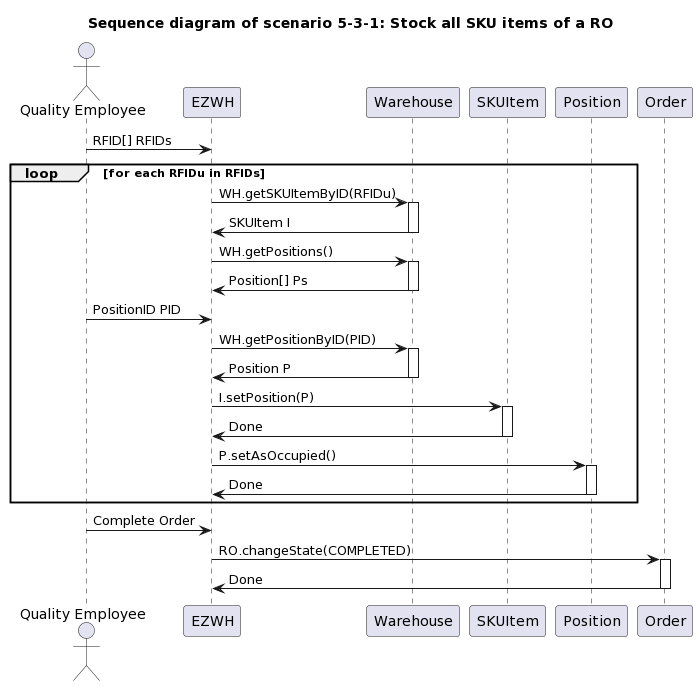 Sequence diagram of scenario 5-3-1: Stock all SKU items of a RO
Quality Employee
EZWH
Warehouse
SKUItem
Position
Order
RFID[] RFIDs
loop
[for each RFIDu in RFIDs]
WH.getSKUItemByID(RFIDu)
SKUItem I
WH.getPositions()
Position[] Ps
PositionID PID
WH.getPositionByID(PID)
Position P
I.setPosition(P)
Done
P.setAsOccupied()
Done
Complete Order
RO.changeState(COMPLETED)
Done
Quality Employee
EZWH
Warehouse
SKUItem
Position
Order